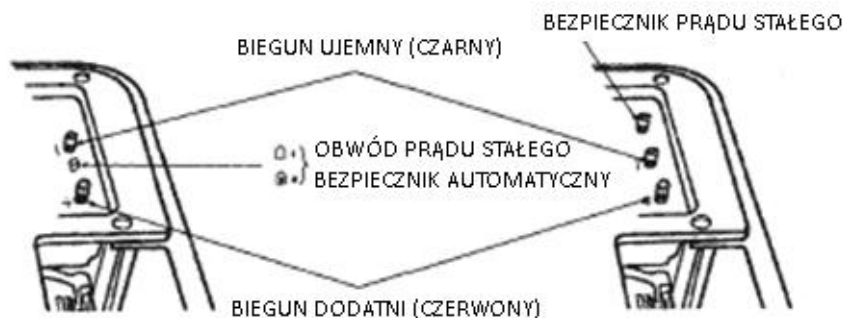 BEZPIECZNIK PRĄDU STAŁEGO
BIEGUN UJEMNY (CZARNY)
OBWÓD PRĄDU STAŁEGO
BEZPIECZNIK AUTOMATYCZNY
BIEGUN DODATNI (CZERWONY)